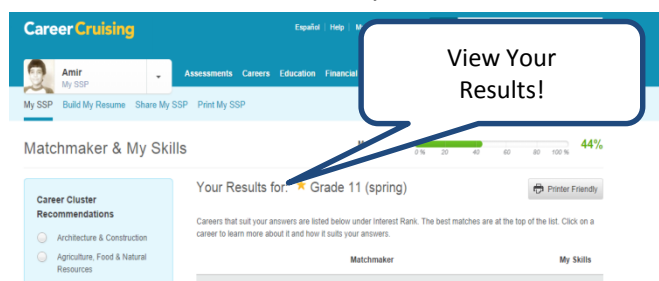 CareerCruising
Español | Help |
View Your
Results!
Amir
My SSP
Assessments Careers Education Financial
My SSP Build My Resume Share My SSP Print My SSP
Matchmaker & My Skills
0 % 20 40 60 80 100 %
44%
Your Results for: Grade 11 (spring)
Printer Friendly
Career Cluster
Recommendations
Architecture & Construction
Agriculture, Food & Natural
Resources
Careers that suit your answers are listed below under Interest Rank. The best matches are at the top of the list. Click on a
career to learn more about it and how it suits your answers.
Matchmaker My Skills